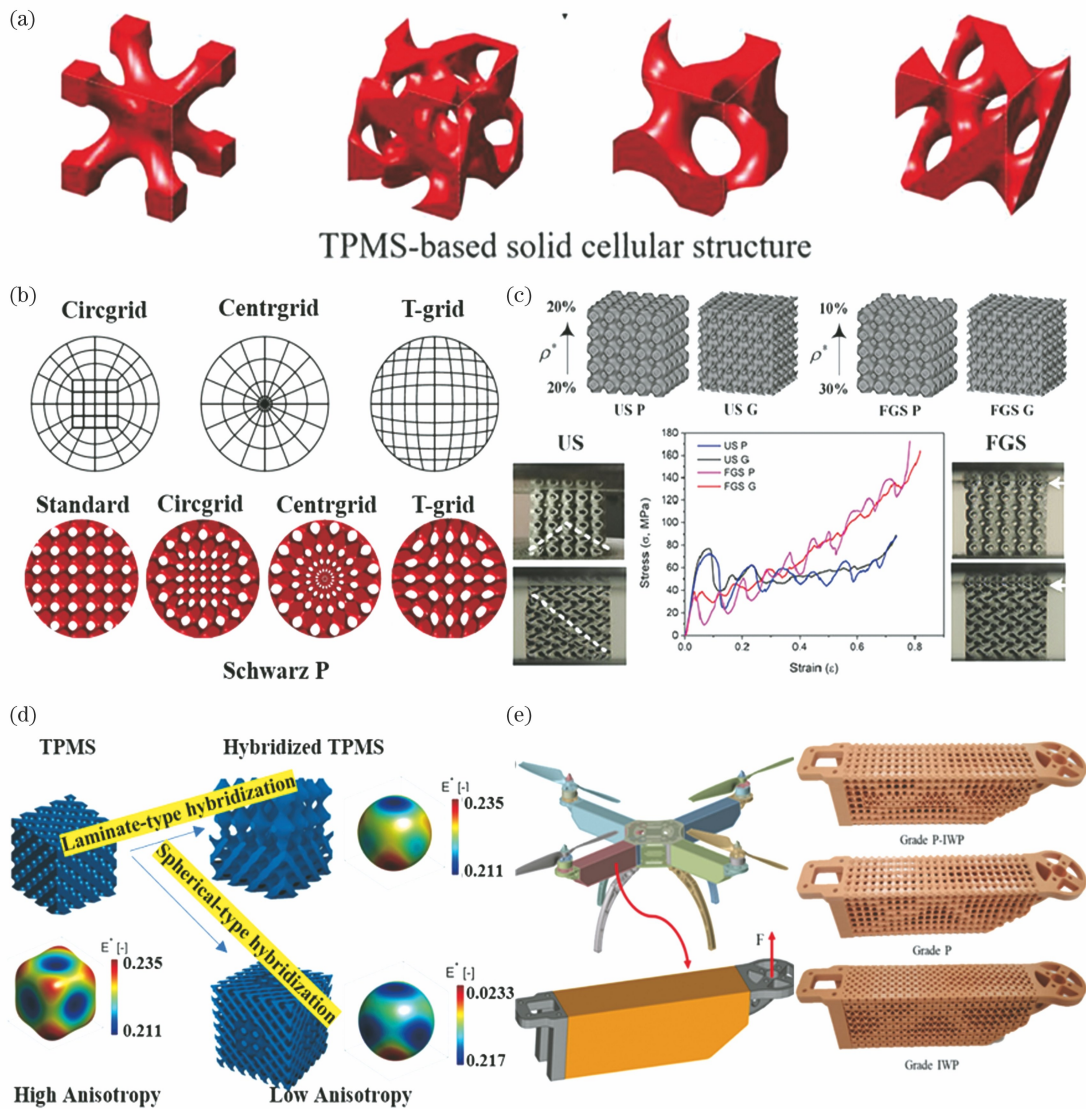 (a)
TPMS-based solid cellular structure
(b)
Circgrid
Centrgrid
T-grid
Standard
Circgrid
Centrgrid
T-grid
Schwarz P
(c)
20%
ρ*
20%
US P
US G
10%
ρ*
30%
FGS P
FGS G
US
FGS
US P
US G
FGS P
FGS G
Stress (σ, MPa)
180
160
140
120
100
80
60
40
20
0
0.0
0.2
0.4
0.6
0.8
1.0
Strain (ε)
(d)
TPMS
Hybridized TPMS
Laminate-type hybridization
Spherical-type hybridization
E* [-]
0.235
0.211
E* [-]
0.235
0.211
E* [-]
0.0233
0.217
High Anisotropy
Low Anisotropy
(e)
F
Grade P-IWP
Grade P
Grade IWP